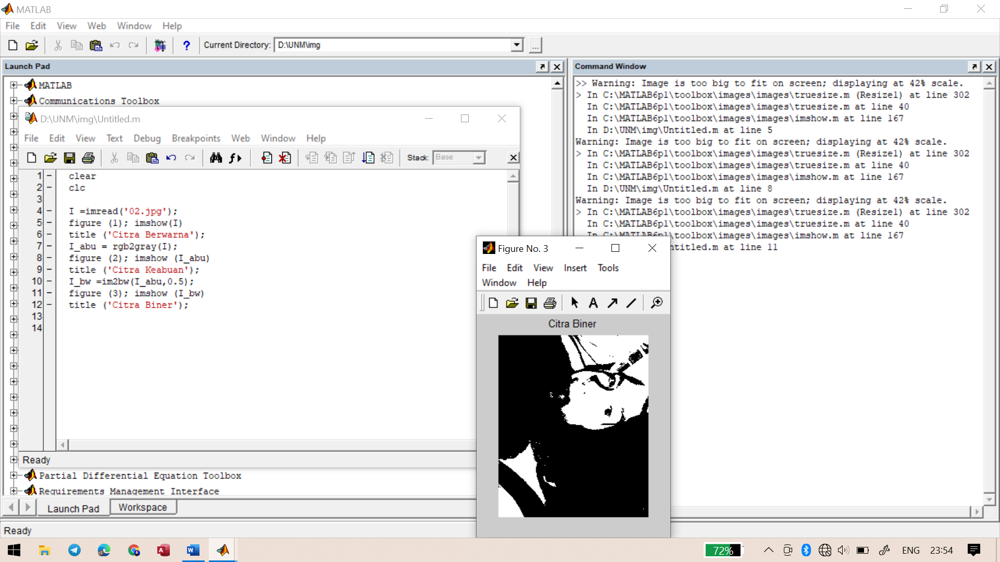 MATLAB
File Edit View Web Window Help
Current Directory: D:\UNM\img
...
Launch Pad
MATLAB
Communications Toolbox
D:\UNM\img\Untitled.m
File Edit View Text Debug Breakpoints Web Window Help
Stack: Base
1 clear
2 clc
3
4 I =imread('02.jpg');
5 figure (1); imshow(I)
6 title ('Citra Berwarna');
7 I_abu = rgb2gray(I);
8 figure (2); imshow (I_abu)
9 title ('Citra Keabuan');
10 I_bw =im2bw(I_abu,0.5);
11 figure (3); imshow (I_bw)
12 title ('Citra Biner');
13
14
Ready
Partial Differential Equation Toolbox
Requirements Management Interface
Launch Pad Workspace
Ready
Command Window
>> Warning: Image is too big to fit on screen; displaying at 42% scale.
> In C:\MATLAB6p1\toolbox\images\images\truesize.m (Resize1) at line 302
In C:\MATLAB6p1\toolbox\images\images\truesize.m at line 40
In C:\MATLAB6p1\toolbox\images\images\imshow.m at line 167
In D:\UNM\img\Untitled.m at line 5
Warning: Image is too big to fit on screen; displaying at 42% scale.
> In C:\MATLAB6p1\toolbox\images\images\truesize.m (Resize1) at line 302
In C:\MATLAB6p1\toolbox\images\images\truesize.m at line 40
In C:\MATLAB6p1\toolbox\images\images\imshow.m at line 167
In D:\UNM\img\Untitled.m at line 8
Warning: Image is too big to fit on screen; displaying at 42% scale.
> In C:\MATLAB6p1\toolbox\images\images\truesize.m (Resize1) at line 302
In C:\MATLAB6p1\toolbox\images\images\truesize.m at line 40
In C:\MATLAB6p1\toolbox\images\images\imshow.m at line 167
ntitled.m at line 11
Figure No. 3
File Edit View Insert Tools
Window Help
A
Citra Biner
72% ENG 23:54